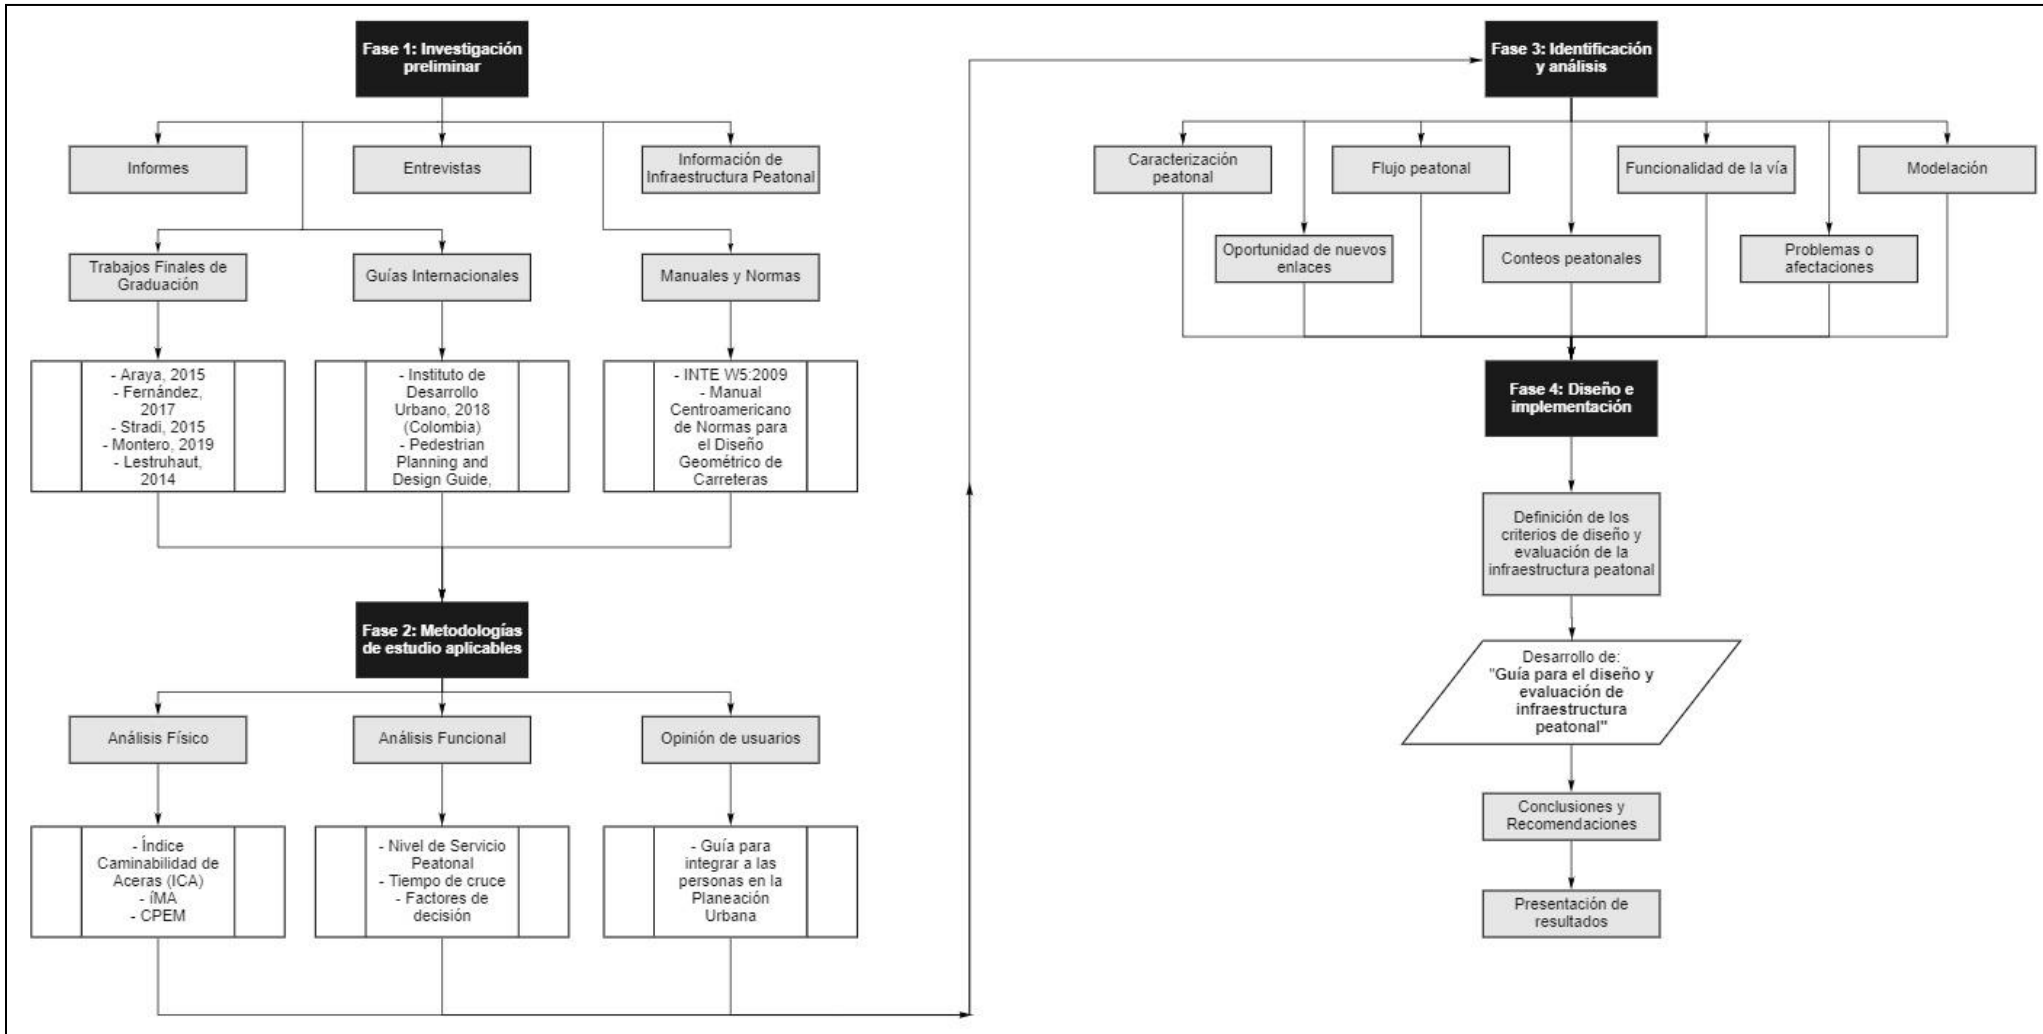 Fase 1: Investigación
preliminar
Informes
Entrevistas
Información de
Infraestructura Peatonal
Trabajos Finales de
Graduación
Guías Internacionales
Manuales y Normas
- Araya, 2015
- Fernández,
2017
- Stradi, 2015
- Montero, 2019
- Lestruhaut,
2014
- Instituto de
Desarrollo
Urbano, 2018
(Colombia)
- Pedestrian
Planning and
Design Guide,
- INTE W5:2009
- Manual
Centroamericano
de Normas para
el Diseño
Geométrico de
Carreteras
Fase 2: Metodologías
de estudio aplicables
Análisis Físico
Análisis Funcional
Opinión de usuarios
- Índice
Caminabilidad de
Aceras (ICA)
- íMA
- CPEM
- Nivel de Servicio
Peatonal
- Tiempo de cruce
- Factores de
decisión
- Guía para
integrar a las
personas en la
Planeación
Urbana
Fase 3: Identificación
y análisis
Caracterización
peatonal
Flujo peatonal
Funcionalidad de la vía
Modelación
Oportunidad de nuevos
enlaces
Conteos peatonales
Problemas o
afectaciones
Fase 4: Diseño e
implementación
Definición de los
criterios de diseño y
evaluación de la
infraestructura peatonal
Desarrollo de:
"Guía para el diseño y
evaluación de
infraestructura
peatonal"
Conclusiones y
Recomendaciones
Presentación de
resultados